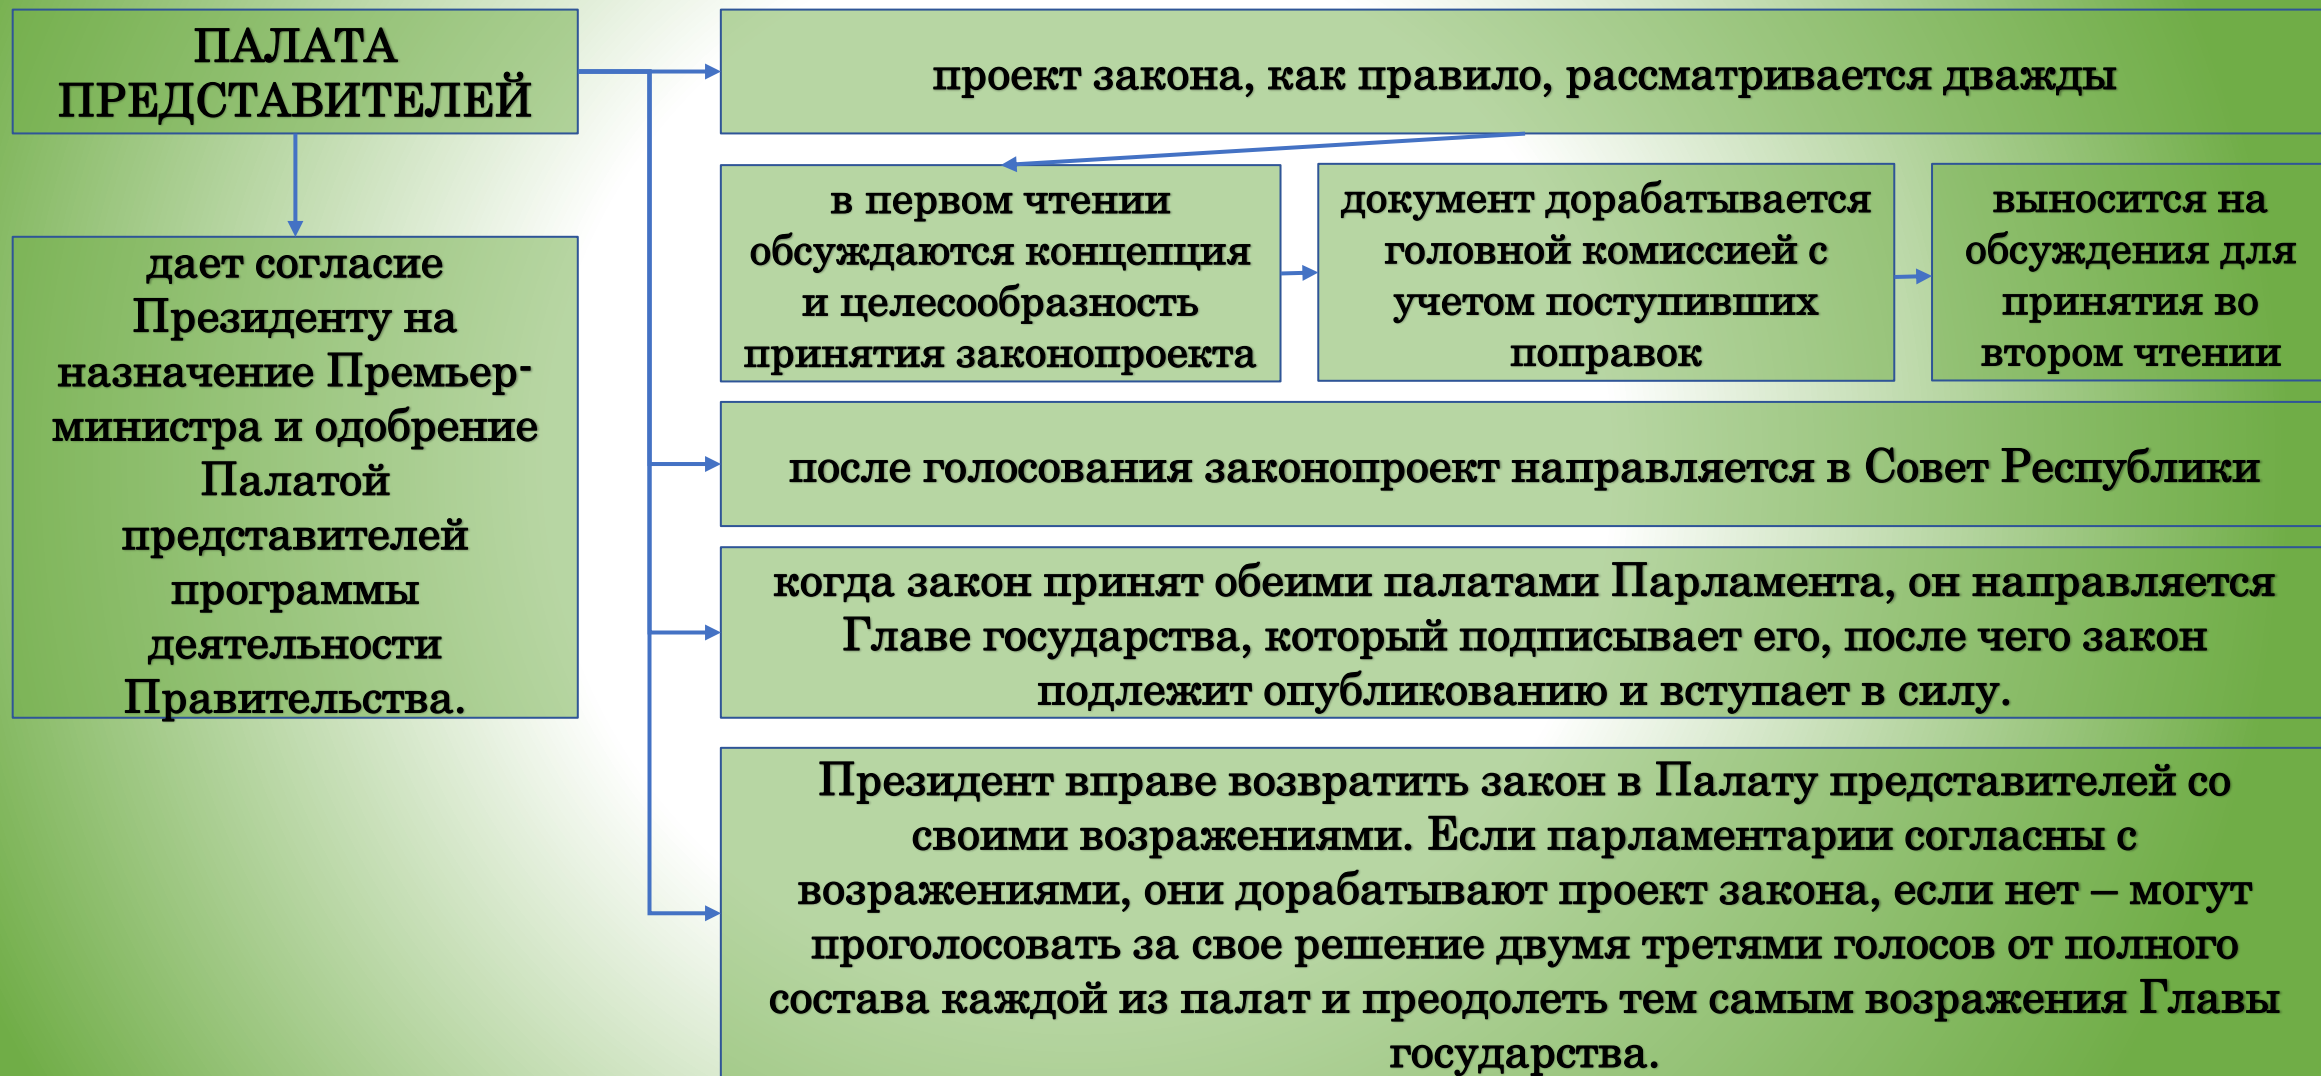 ПАЛАТА
ПРЕДСТАВИТЕЛЕЙ
дает согласие
Президенту на
назначение Премьер-
министра и одобрение
Палатой
представителей
программы
деятельности
Правительства.
проект закона, как правило, рассматривается дважды
в первом чтении
обсуждаются концепция
и целесообразность
принятия законопроекта
документ дорабатывается
головной комиссией с
учетом поступивших
поправок
выносится на
обсуждения для
принятия во
втором чтении
после голосования законопроект направляется в Совет Республики
когда закон принят обеими палатами Парламента, он направляется
Главе государства, который подписывает его, после чего закон
подлежит опубликованию и вступает в силу.
Президент вправе возвратить закон в Палату представителей со
своими возражениями. Если парламентарии согласны с
возражениями, они дорабатывают проект закона, если нет – могут
проголосовать за свое решение двумя третями голосов от полного
состава каждой из палат и преодолеть тем самым возражения Главы
государства.